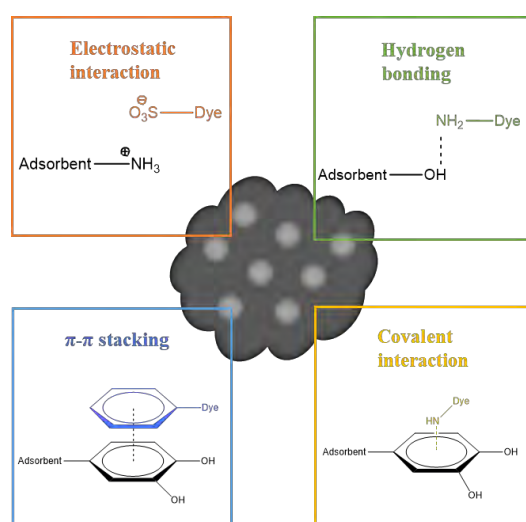 Electrostatic
interaction
⊖
O₃S—Dye
⊕
Adsorbent—NH₃
Hydrogen
bonding
NH₂—Dye
Adsorbent—OH
π-π stacking
Dye
Adsorbent
OH
OH
Covalent
interaction
Dye
HN
Adsorbent
OH
OH